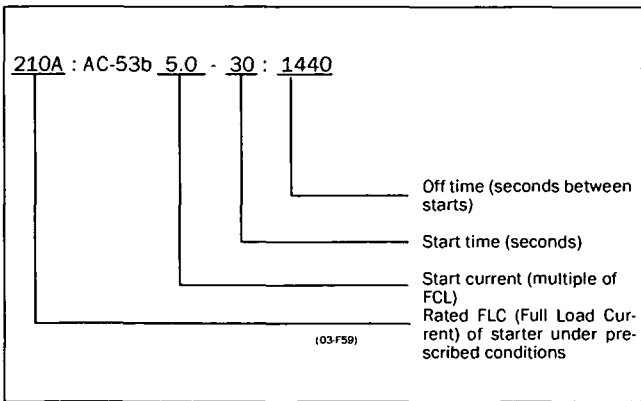 210A : AC-53b 5.0 - 30 : 1440
Off time (seconds between
starts)
Start time (seconds)
Start current (multiple of
FCL)
Rated FLC (Full Load Cur-
rent) of starter under pre-
scribed conditions
(03-F59)